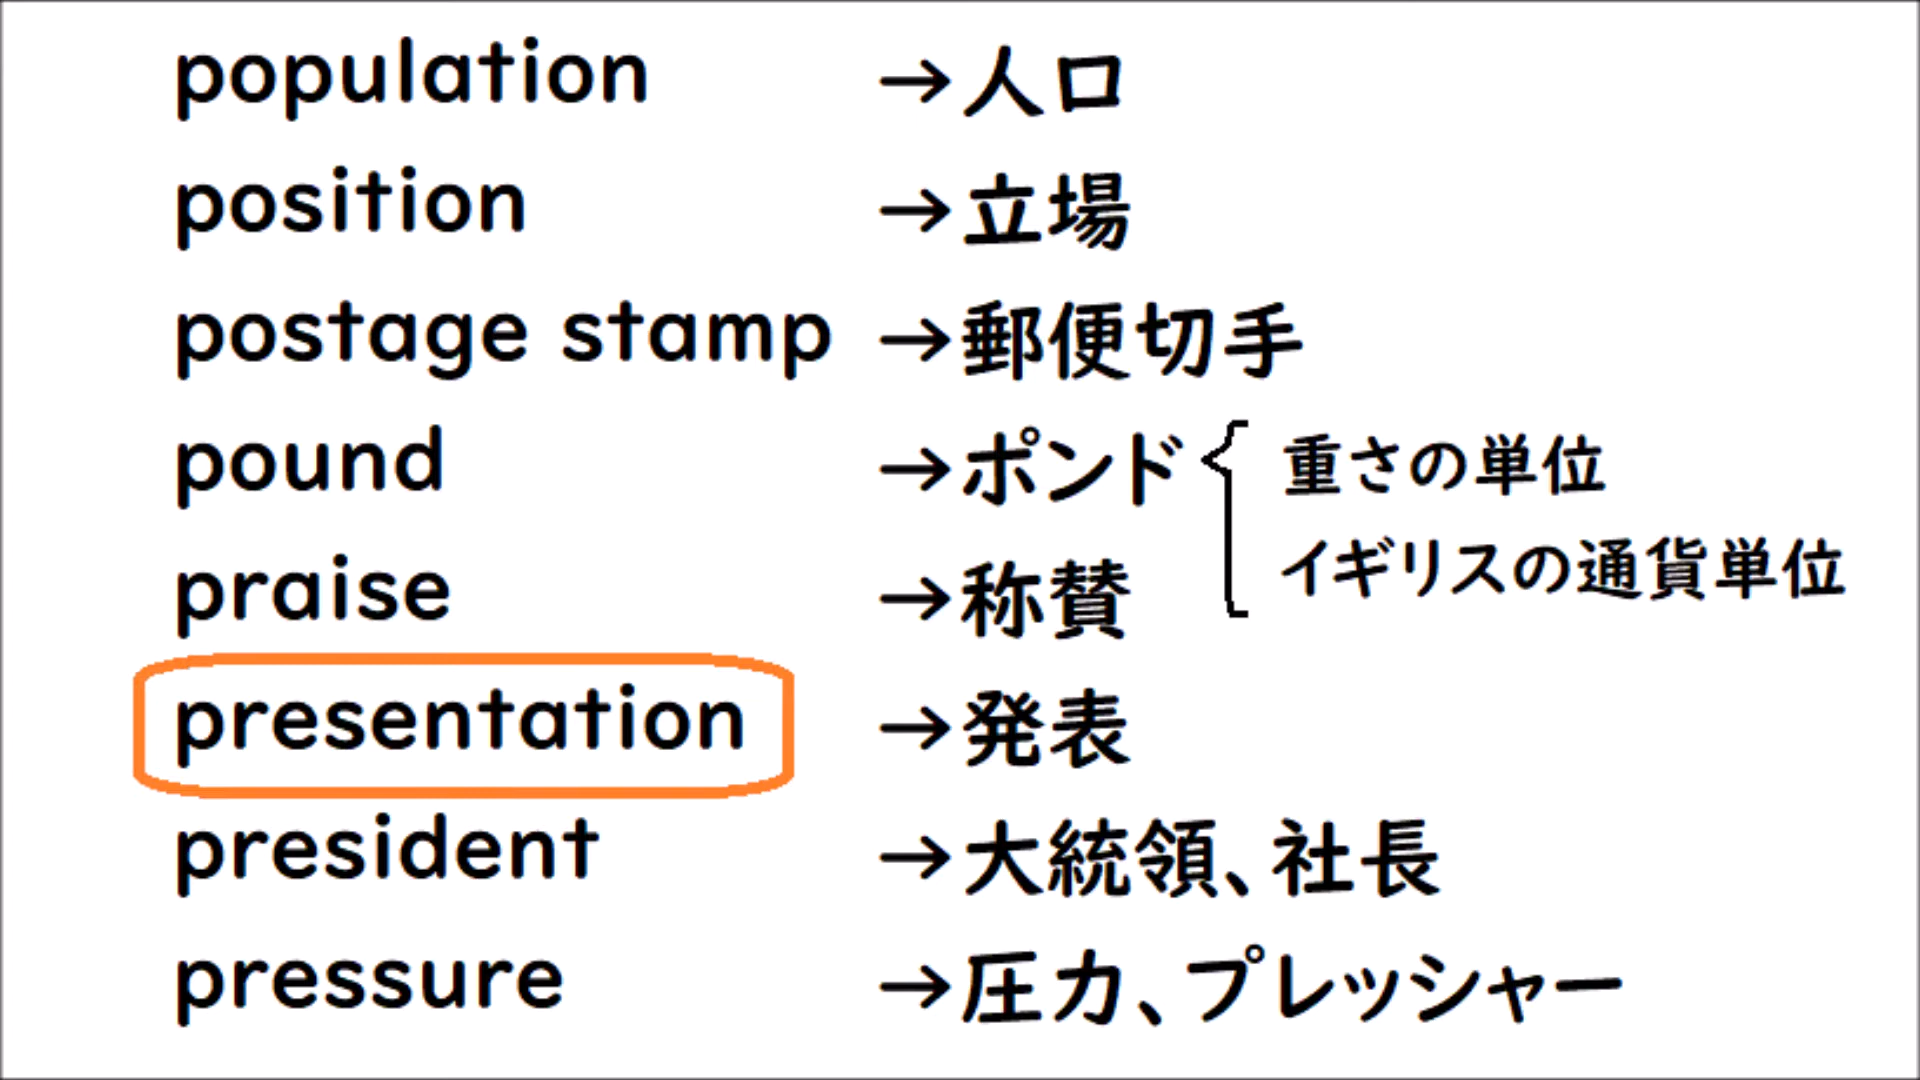 population →人口
position →立場
postage stamp →郵便切手
pound →ポンド 重さの単位
イギリスの通貨単位
praise →称賛
presentation →発表
president →大統領、社長
pressure →圧力、プレッシャー